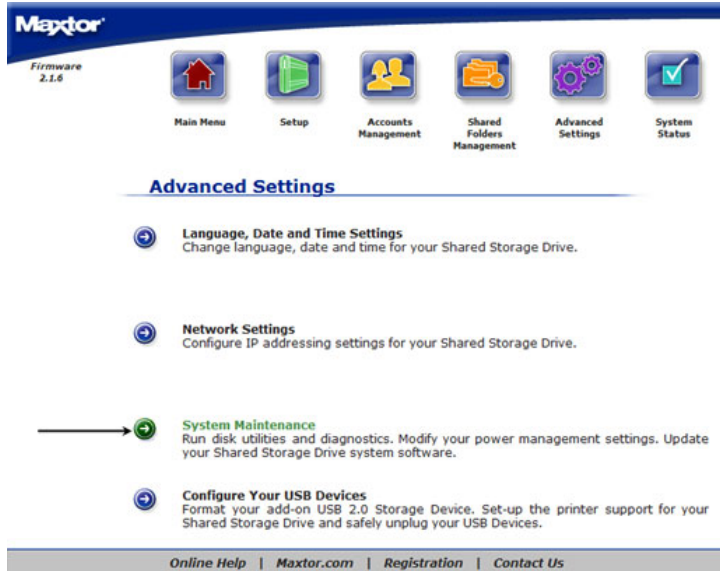 Maxtor
Firmware
2.1.6
Main Menu
Setup
Accounts
Management
Shared
Folders
Management
Advanced
Settings
System
Status
Advanced Settings
Language, Date and Time Settings
Change language, date and time for your Shared Storage Drive.
Network Settings
Configure IP addressing settings for your Shared Storage Drive.
System Maintenance
Run disk utilities and diagnostics. Modify your power management settings. Update
your Shared Storage Drive system software.
Configure Your USB Devices
Format your add-on USB 2.0 Storage Device. Set-up the printer support for your
Shared Storage Drive and safely unplug your USB Devices.
Online Help | Maxtor.com | Registration | Contact Us